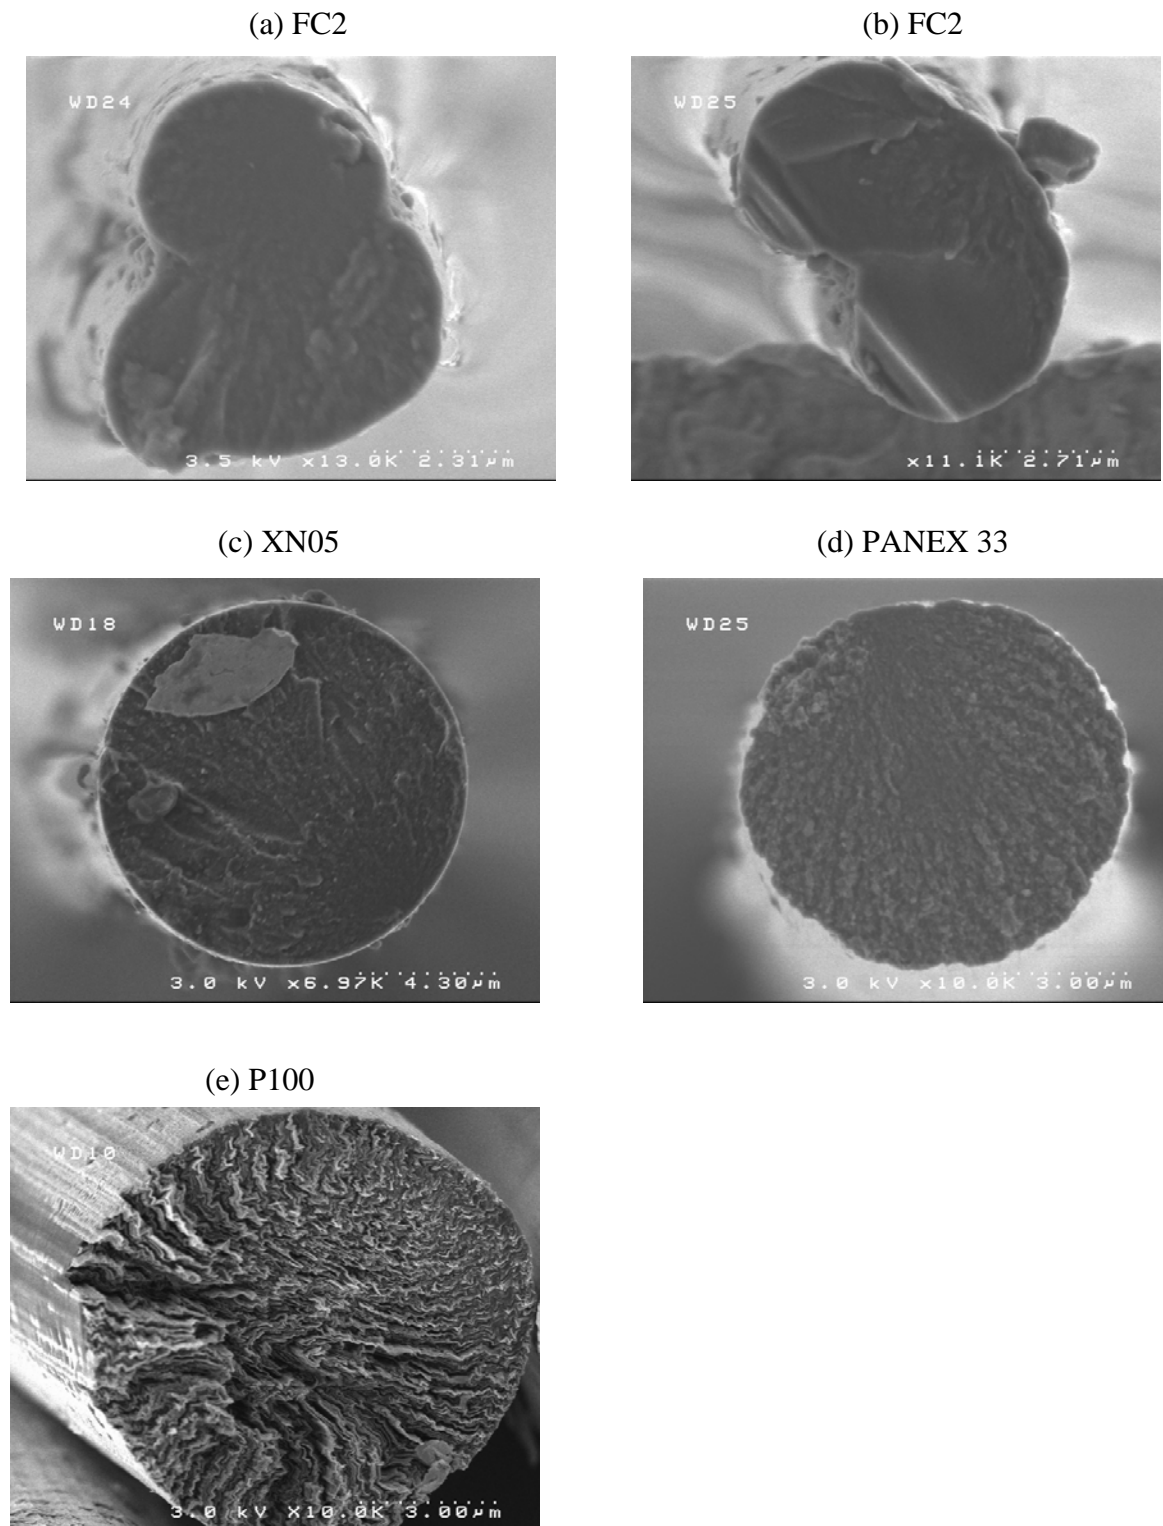 (a) FC2
(b) FC2
WD24
3.5 kV x13.0K 2.31µm
WD25
x11.1K 2.71µm
(c) XN05
(d) PANEX 33
WD18
3.0 kV x6.97K 4.30µm
WD25
3.0 kV x10.0K 3.00µm
(e) P100
WD10
3.0 kV X10.0K 3.00µm